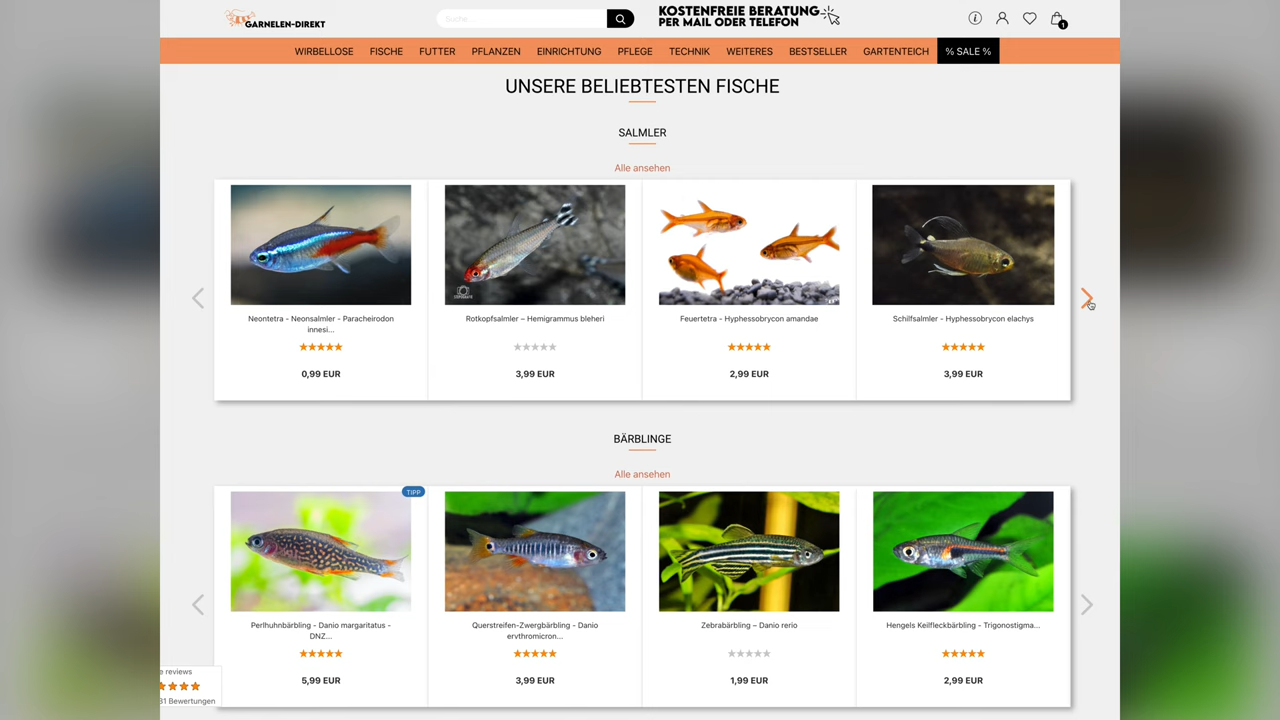 GARNELEN-DIREKT
Suche...
KOSTENFREIE BERATUNG
PER MAIL ODER TELEFON
1
WIRBELLOSE FISCHE FUTTER PFLANZEN EINRICHTUNG PFLEGE TECHNIK WEITERES BESTSELLER GARTENTEICH % SALE %
UNSERE BELIEBTESTEN FISCHE
SALMLER
Alle ansehen
Neontetra - Neonsalmler - Paracheirodon
innesi...
0,99 EUR
Rotkopfsalmler – Hemigrammus bleheri
3,99 EUR
Feuertetra - Hyphessobrycon amandae
2,99 EUR
Schilfsalmler - Hyphessobrycon elachys
3,99 EUR
BÄRBLINGE
Alle ansehen
TIPP
Perlhuhnbärbling - Danio margaritatus -
DNZ...
5,99 EUR
Querstreifen-Zwergbärbling - Danio
erythromicron...
3,99 EUR
Zebrabärbling – Danio rerio
1,99 EUR
Hengels Keilfleckbärbling - Trigonostigma...
2,99 EUR
e reviews
31 Bewertungen